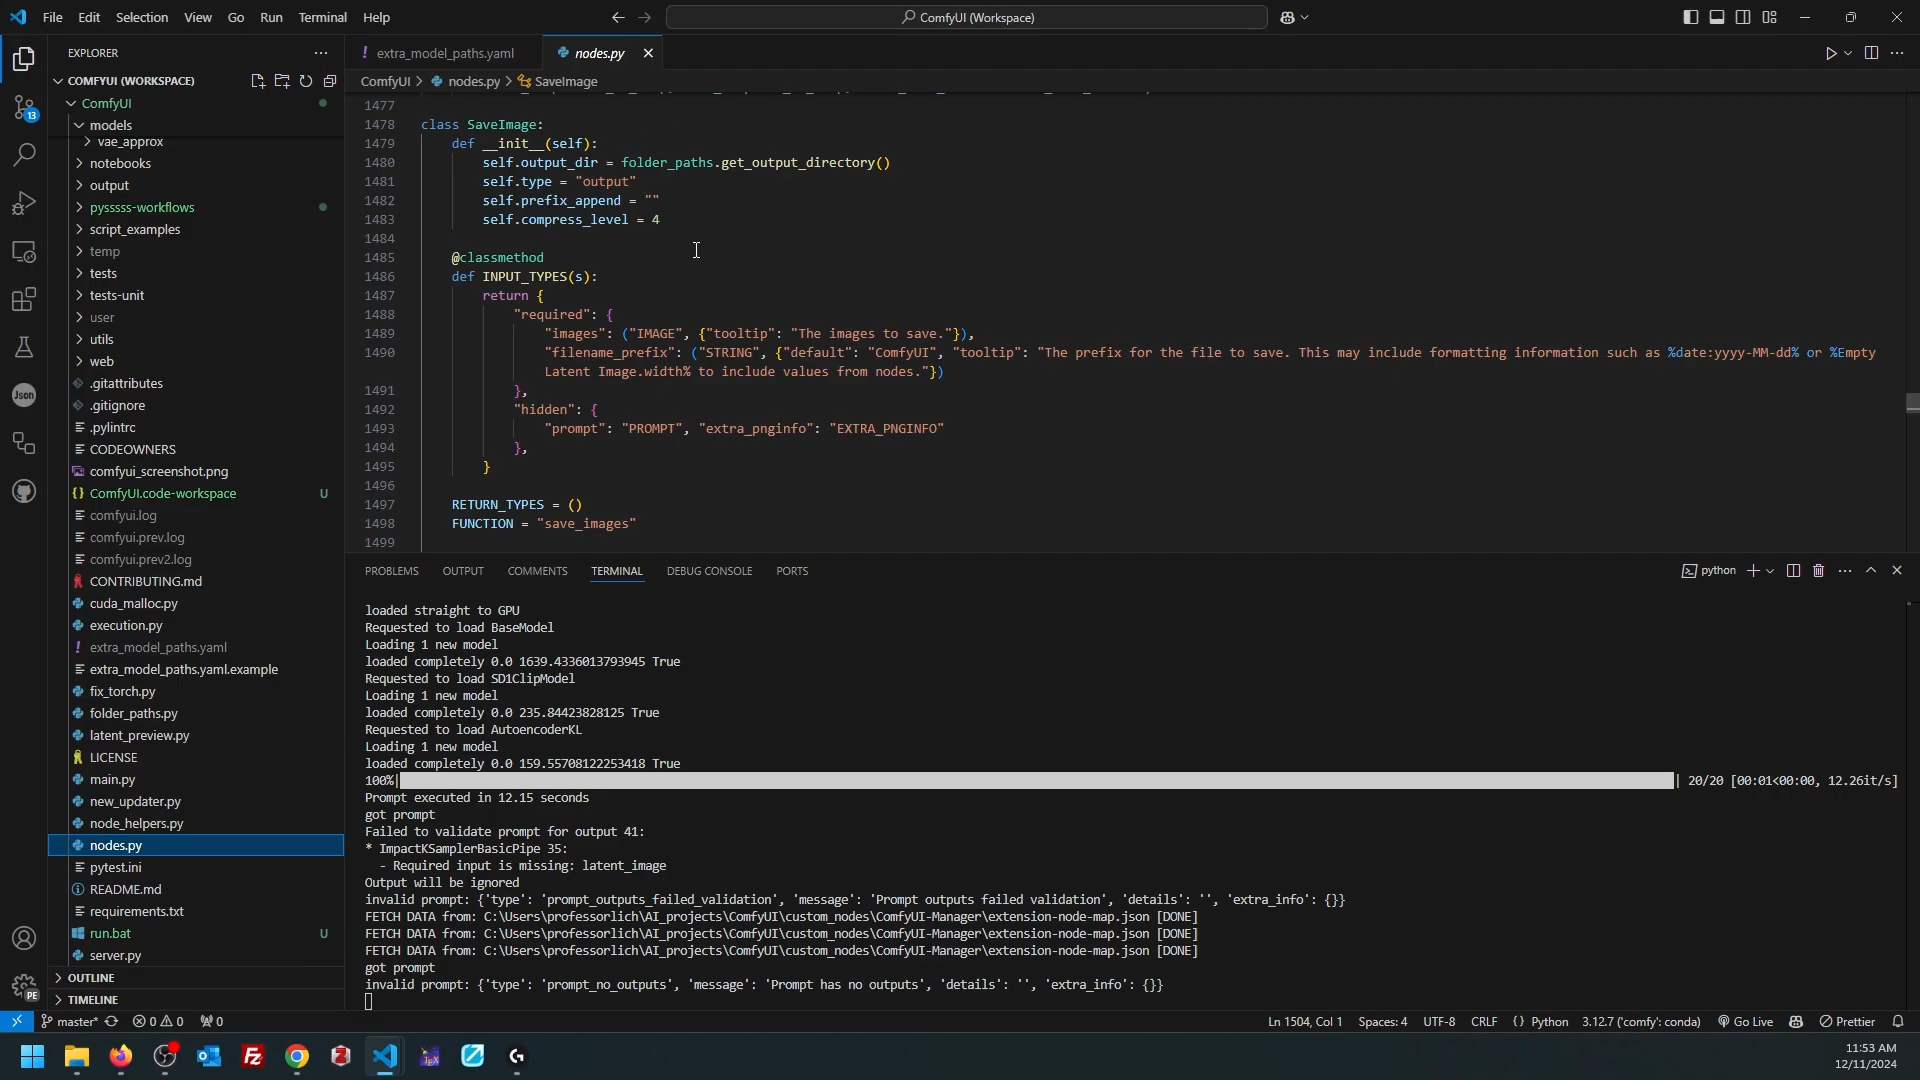 File Edit Selection View Go Run Terminal Help
ComfyUI (Workspace)
EXPLORER
COMFYUI (WORKSPACE)
ComfyUI
models
vae_approx
notebooks
output
pysssss-workflows
script_examples
temp
tests
tests-unit
user
utils
web
.gitattributes
.gitignore
.pylintrc
CODEOWNERS
comfyui_screenshot.png
ComfyUI.code-workspace U
comfyui.log
comfyui.prev.log
comfyui.prev2.log
CONTRIBUTING.md
cuda_malloc.py
execution.py
extra_model_paths.yaml
extra_model_paths.yaml.example
fix_torch.py
folder_paths.py
latent_preview.py
LICENSE
main.py
new_updater.py
node_helpers.py
nodes.py
pytest.ini
README.md
requirements.txt
run.bat U
server.py
OUTLINE
TIMELINE
13
Json
PE
extra_model_paths.yaml
nodes.py
ComfyUI > nodes.py > SaveImage
1477
1478 class SaveImage:
1479 def __init__(self):
1480 self.output_dir = folder_paths.get_output_directory()
1481 self.type = "output"
1482 self.prefix_append = ""
1483 self.compress_level = 4
1484
1485 @classmethod
1486 def INPUT_TYPES(s):
1487 return {
1488 "required": {
1489 "images": ("IMAGE", {"tooltip": "The images to save."}),
1490 "filename_prefix": ("STRING", {"default": "ComfyUI", "tooltip": "The prefix for the file to save. This may include formatting information such as %date:yyyy-MM-dd% or %Empty
Latent Image.width% to include values from nodes."})
1491 },
1492 "hidden": {
1493 "prompt": "PROMPT", "extra_pnginfo": "EXTRA_PNGINFO"
1494 },
1495 }
1496
1497 RETURN_TYPES = ()
1498 FUNCTION = "save_images"
1499
PROBLEMS OUTPUT COMMENTS TERMINAL DEBUG CONSOLE PORTS
python
loaded straight to GPU
Requested to load BaseModel
Loading 1 new model
loaded completely 0.0 1639.4336013793945 True
Requested to load SD1ClipModel
Loading 1 new model
loaded completely 0.0 235.84423828125 True
Requested to load AutoencoderKL
Loading 1 new model
loaded completely 0.0 159.55708122253418 True
100%| | 20/20 [00:01<00:00, 12.26it/s]
Prompt executed in 12.15 seconds
got prompt
Failed to validate prompt for output 41:
* ImpactKSamplerBasicPipe 35:
- Required input is missing: latent_image
Output will be ignored
invalid prompt: {'type': 'prompt_outputs_failed_validation', 'message': 'Prompt outputs failed validation', 'details': '', 'extra_info': {}}
FETCH DATA from: C:\Users\professorlich\AI_projects\ComfyUI\custom_nodes\ComfyUI-Manager\extension-node-map.json [DONE]
FETCH DATA from: C:\Users\professorlich\AI_projects\ComfyUI\custom_nodes\ComfyUI-Manager\extension-node-map.json [DONE]
FETCH DATA from: C:\Users\professorlich\AI_projects\ComfyUI\custom_nodes\ComfyUI-Manager\extension-node-map.json [DONE]
got prompt
invalid prompt: {'type': 'prompt_no_outputs', 'message': 'Prompt has no outputs', 'details': '', 'extra_info': {}}
master* 0 0 0
Ln 1504, Col 1 Spaces: 4 UTF-8 CRLF Python 3.12.7 ('comfy': conda) Go Live Prettier
11:53 AM
12/11/2024